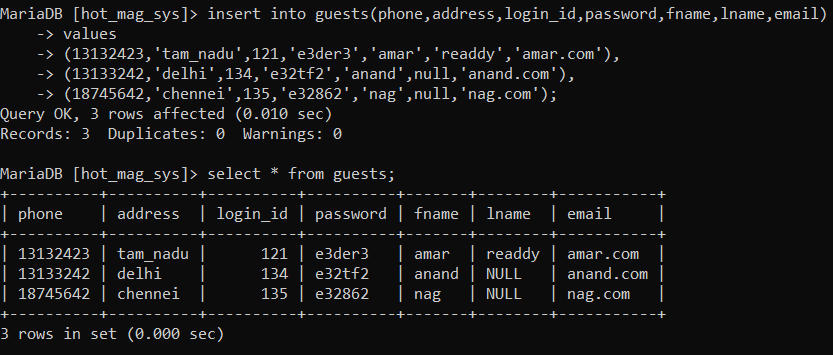 MariaDB [hot_mag_sys]> insert into guests(phone,address,login_id,password,fname,lname,email)
    -> values
    -> (13132423,'tam_nadu',121,'e3der3','amar','readdy','amar.com'),
    -> (13133242,'delhi',134,'e32tf2','anand',null,'anand.com'),
    -> (18745642,'chennei',135,'e32862','nag',null,'nag.com');
Query OK, 3 rows affected (0.010 sec)
Records: 3  Duplicates: 0  Warnings: 0

MariaDB [hot_mag_sys]> select * from guests;
+----------+----------+----------+----------+-------+--------+-----------+
| phone    | address  | login_id | password | fname | lname  | email     |
+----------+----------+----------+----------+-------+--------+-----------+
| 13132423 | tam_nadu |      121 | e3der3   | amar  | readdy | amar.com  |
| 13133242 | delhi    |      134 | e32tf2   | anand | NULL   | anand.com |
| 18745642 | chennei  |      135 | e32862   | nag   | NULL   | nag.com   |
+----------+----------+----------+----------+-------+--------+-----------+
3 rows in set (0.000 sec)